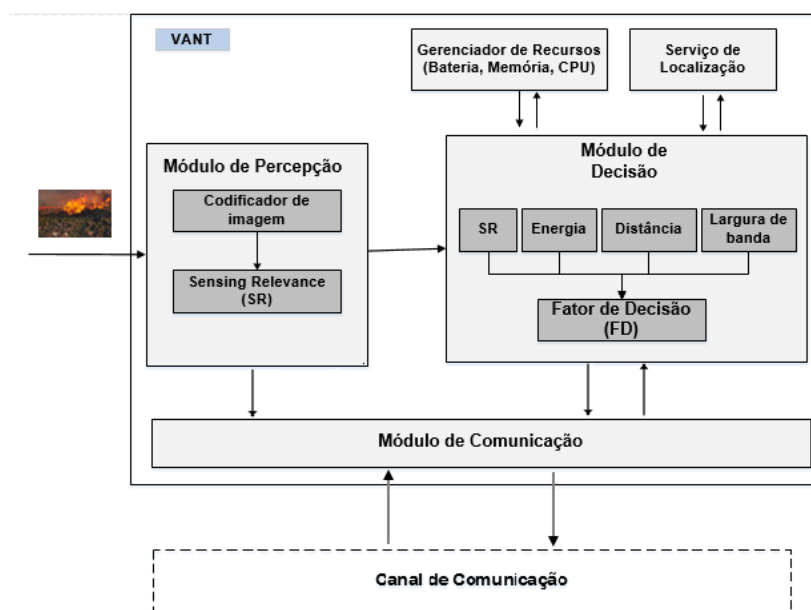 VANT
Gerenciador de Recursos
(Bateria, Memória, CPU)
Serviço de
Localização
Módulo de Percepção
Codificador de
imagem
Sensing Relevance
(SR)
Módulo de
Decisão
SR
Energia
Distância
Largura de
banda
Fator de Decisão
(FD)
Módulo de Comunicação
Canal de Comunicação